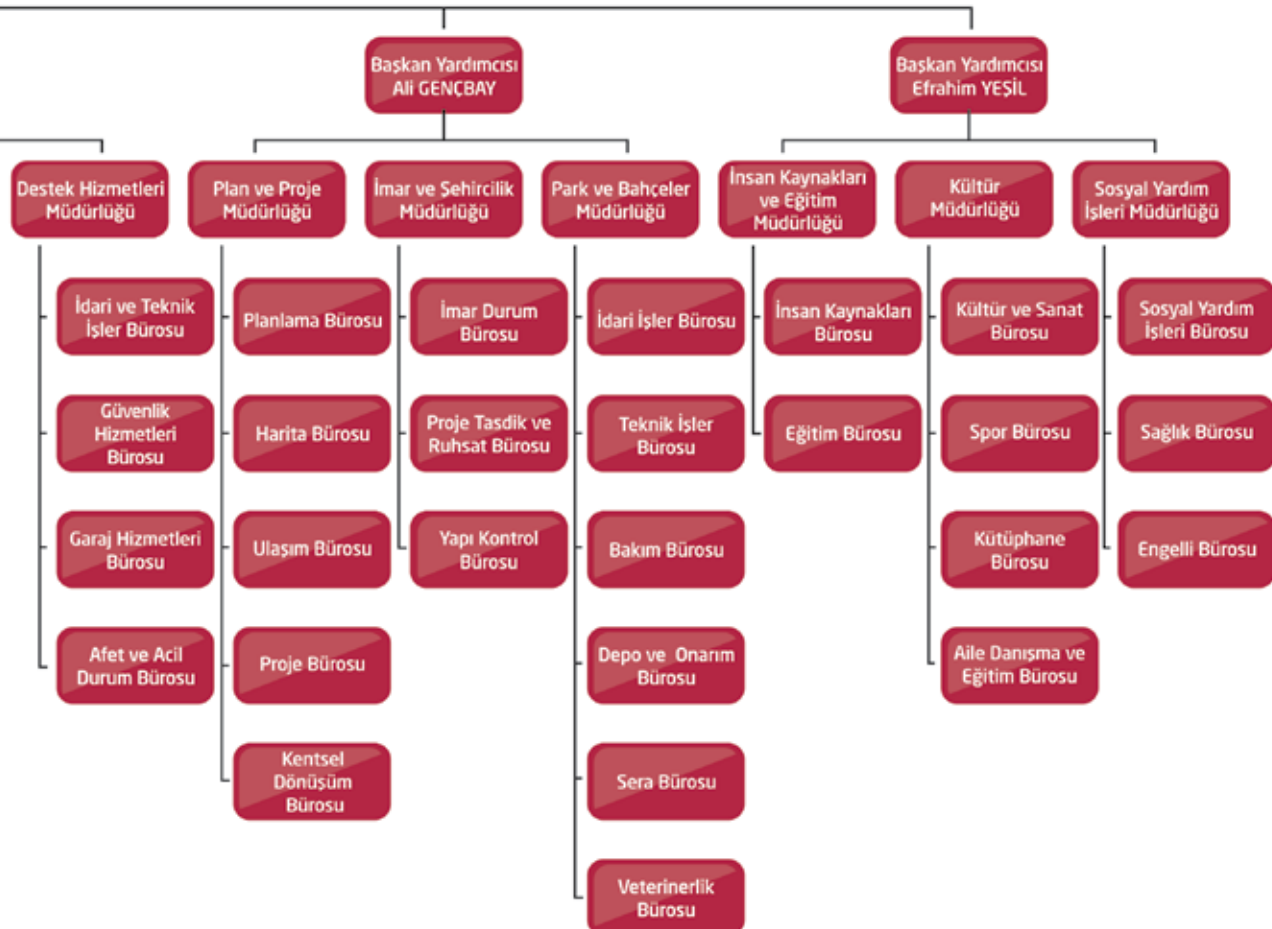 Başkan Yardımcısı
Ali GENÇBAY
Başkan Yardımcısı
Efrahim YEŞİL
Destek Hizmetleri
Müdürlüğü
Plan ve Proje
Müdürlüğü
İmar ve Şehircilik
Müdürlüğü
Park ve Bahçeler
Müdürlüğü
İnsan Kaynakları
ve Eğitim
Müdürlüğü
Kültür
Müdürlüğü
Sosyal Yardım
İşleri Müdürlüğü
İdari ve Teknik
İşler Bürosu
Planlama Bürosu
İmar Durum
Bürosu
İdari İşler Bürosu
İnsan Kaynakları
Bürosu
Kültür ve Sanat
Bürosu
Sosyal Yardım
İşleri Bürosu
Güvenlik
Hizmetleri
Bürosu
Harita Bürosu
Proje Tasdik ve
Ruhsat Bürosu
Teknik İşler
Bürosu
Eğitim Bürosu
Spor Bürosu
Sağlık Bürosu
Garaj Hizmetleri
Bürosu
Ulaşım Bürosu
Yapı Kontrol
Bürosu
Bakım Bürosu
Kütüphane
Bürosu
Engelli Bürosu
Afet ve Acil
Durum Bürosu
Proje Bürosu
Depo ve Onarım
Bürosu
Aile Danışma ve
Eğitim Bürosu
Kentsel
Dönüşüm
Bürosu
Sera Bürosu
Veterinerlik
Bürosu